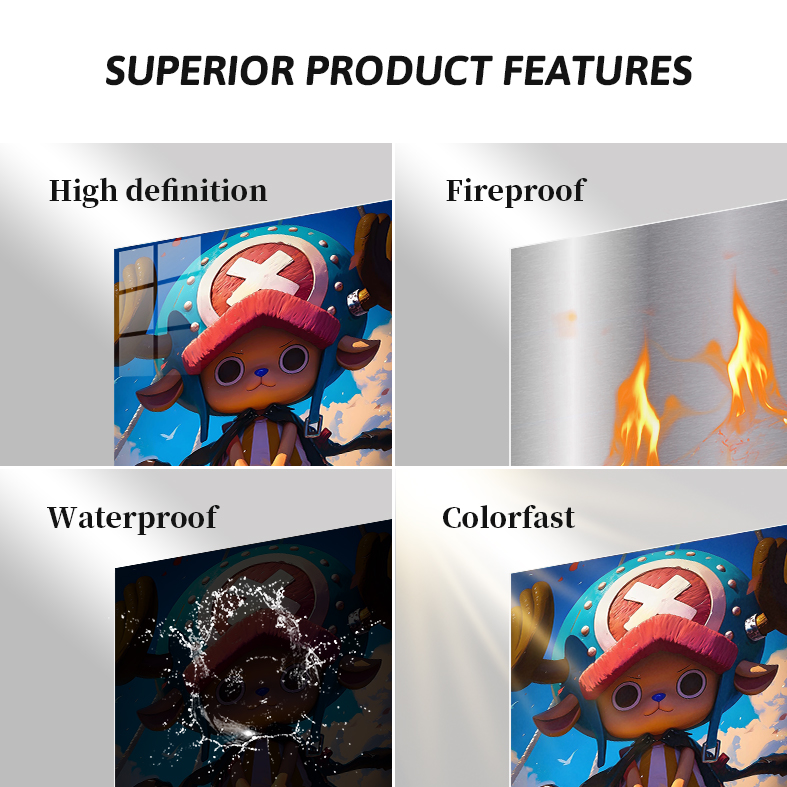 SUPERIOR PRODUCT FEATURES
High definition
Fireproof
Waterproof
Colorfast